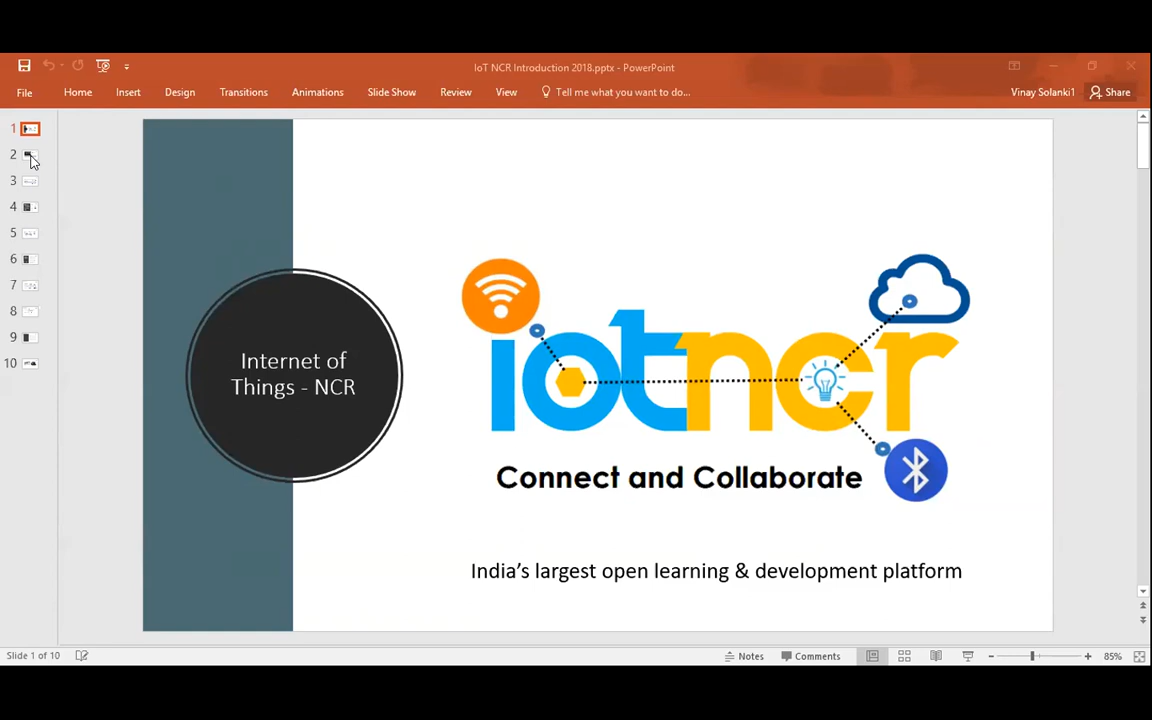 IoT NCR Introduction 2018.pptx - PowerPoint
File Home Insert Design Transitions Animations Slide Show Review View Tell me what you want to do... Vinay Solanki1 Share
1
2
3
4
5
6
7
8
9
10
Internet of
Things - NCR
iotncr
Connect and Collaborate
India's largest open learning & development platform
Slide 1 of 10 Notes Comments 85%